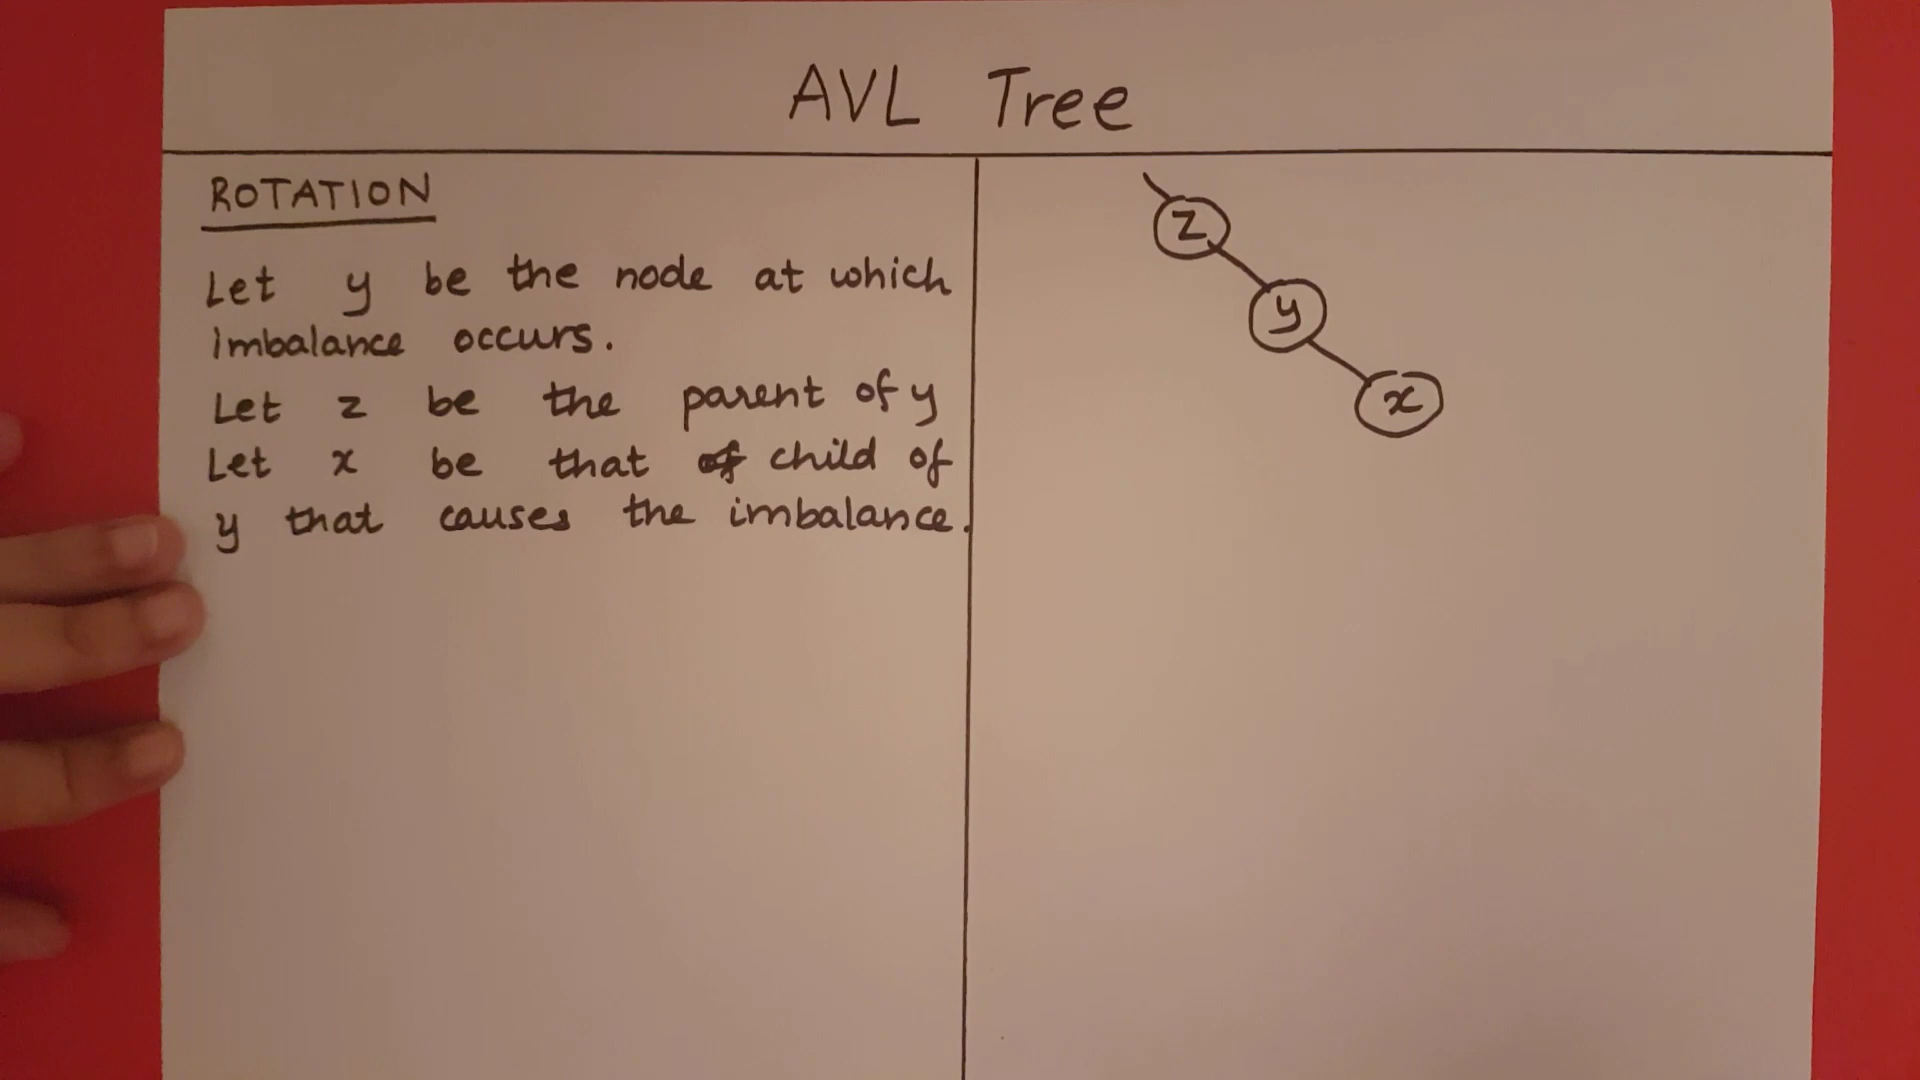 AVL Tree
ROTATION
Let y be the node at which
imbalance occurs.
Let z be the parent of y
Let x be that of child of
y that causes the imbalance.
z
y
x